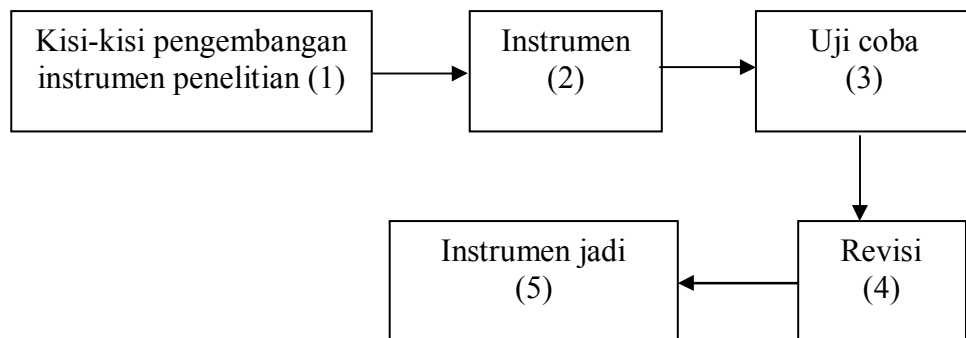 Kisi-kisi pengembangan
instrumen penelitian (1)
Instrumen
(2)
Uji coba
(3)
Revisi
(4)
Instrumen jadi
(5)